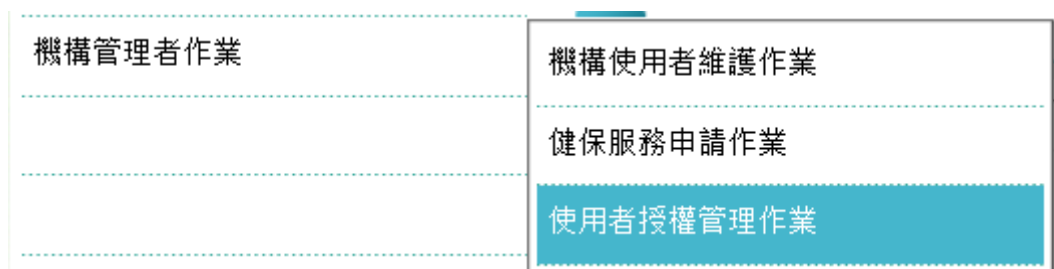 機構管理者作業
機構使用者維護作業
健保服務申請作業
使用者授權管理作業